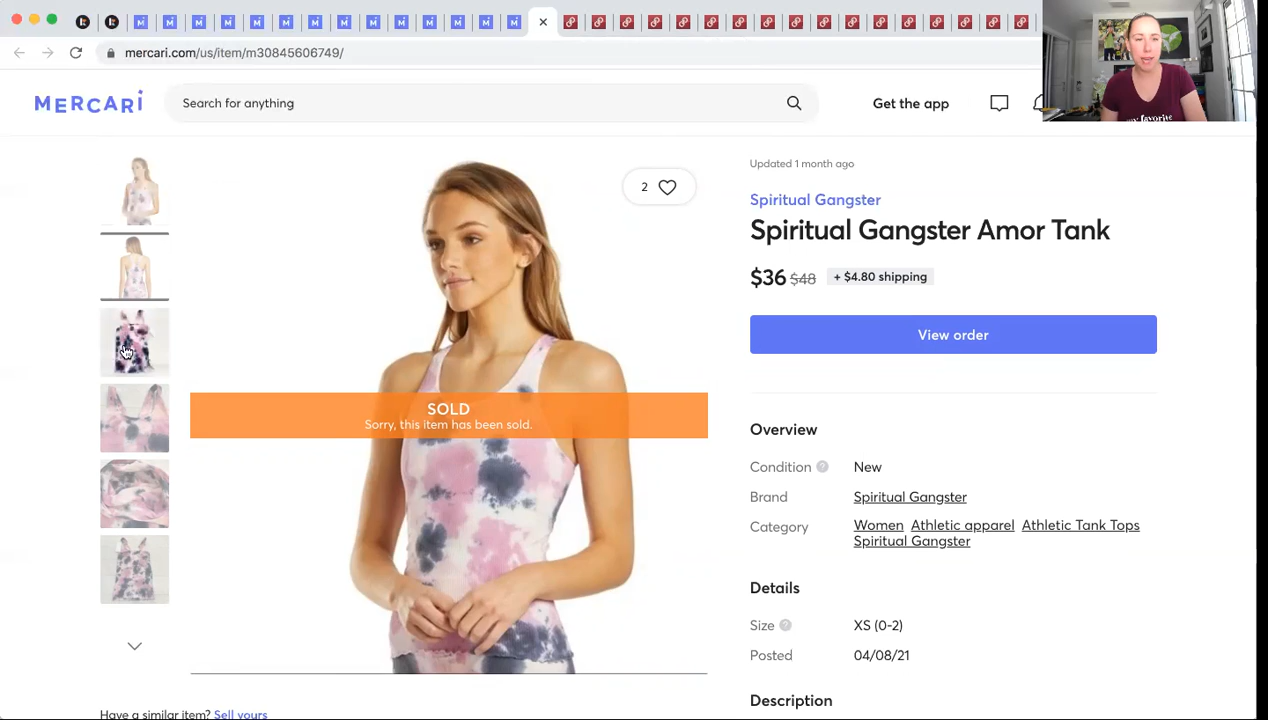 mercari.com/us/item/m30845606749/
MERCARI
Search for anything
Get the app
my favorite
Updated 1 month ago
2
Spiritual Gangster
Spiritual Gangster Amor Tank
$36 $48 + $4.80 shipping
View order
SOLD
Sorry, this item has been sold.
Overview
Condition ? New
Brand Spiritual Gangster
Category Women Athletic apparel Athletic Tank Tops
Spiritual Gangster
Details
Size ? XS (0-2)
Posted 04/08/21
Description
Have a similar item? Sell yours